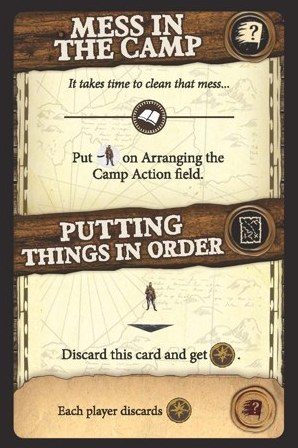 MESS IN
THE CAMP
It takes time to clean that mess...
Put on Arranging the
Camp Action field.
PUTTING
THINGS IN ORDER
Discard this card and get .
Each player discards